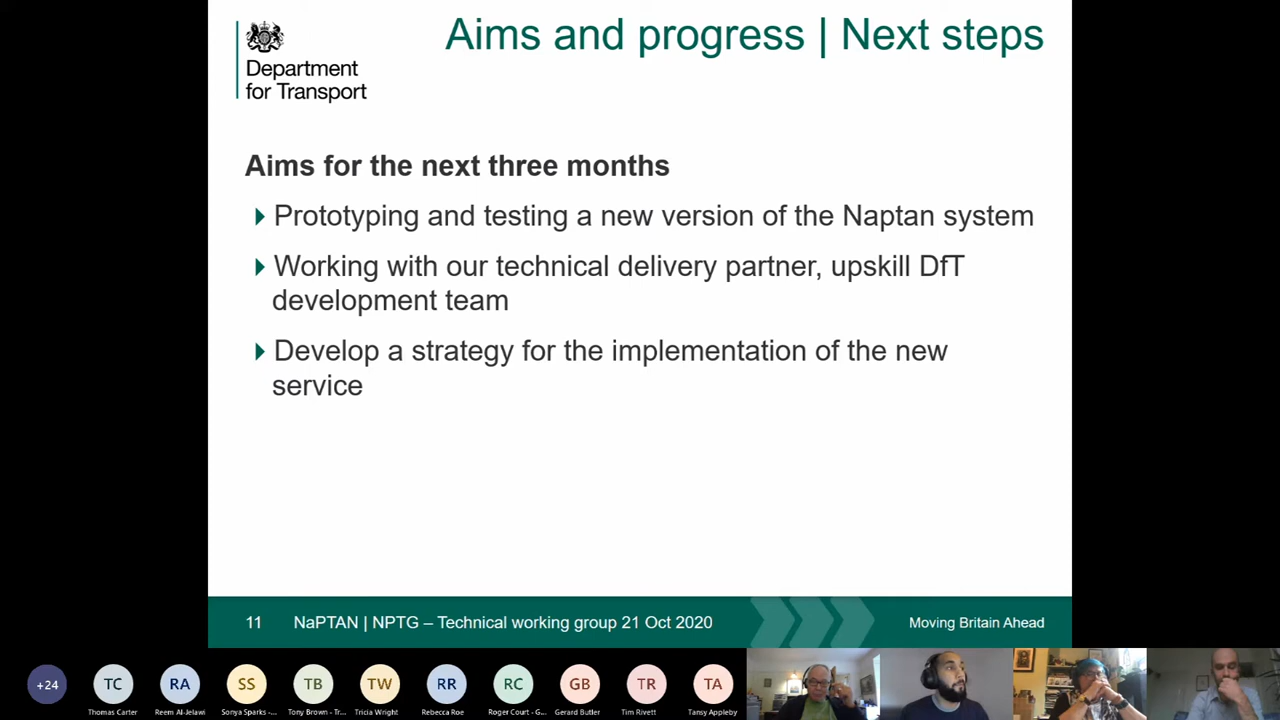 Aims and progress | Next steps
Department
for Transport
Aims for the next three months
Prototyping and testing a new version of the Naptan system
Working with our technical delivery partner, upskill DfT
development team
Develop a strategy for the implementation of the new
service
11 NaPTAN | NPTG – Technical working group 21 Oct 2020 Moving Britain Ahead
+24 TC RA SS TB TW RR RC GB TR TA
Thomas Carter Reem Al-Jelawi Sonya Sparks -... Tony Brown - Tr... Tricia Wright Rebecca Roe Roger Court - G... Gerard Butler Tim Rivett Tansy Appleby